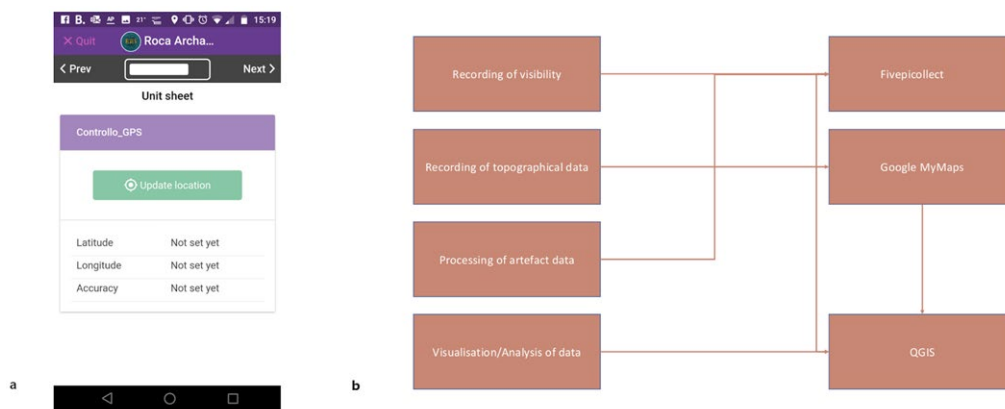 21° 15:19
× Quit Roca Archa...
< Prev Next >
Unit sheet
Controllo_GPS
Update location
Latitude Not set yet
Longitude Not set yet
Accuracy Not set yet
a
Recording of visibility
Fivepicollect
Recording of topographical data
Google MyMaps
Processing of artefact data
Visualisation/Analysis of data
QGIS
b